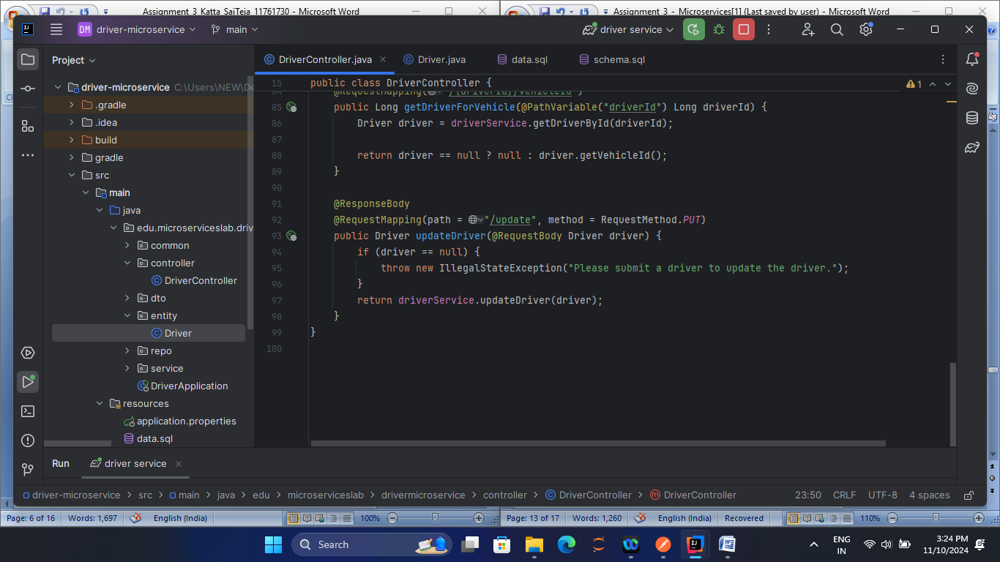 Assignment_3_Katta_SaiTeja_11761730 - Microsoft Word
Assignment_3_-_Microservices[1] (Last saved by user) - Microsoft Word
DM driver-microservice main driver service
Project
DriverController.java Driver.java data.sql schema.sql
driver-microservice C:\Users\NEW\De
.gradle
.idea
build
gradle
src
main
java
edu.microserviceslab.driv
common
controller
DriverController
dto
entity
Driver
repo
service
DriverApplication
resources
application.properties
data.sql
15 public class DriverController {
1
84 @RequestMapping("/{driverId}/vehicleId")
85 public Long getDriverForVehicle(@PathVariable("driverId") Long driverId) {
86 Driver driver = driverService.getDriverById(driverId);
87
88 return driver == null ? null : driver.getVehicleId();
89 }
90
91 @ResponseBody
92 @RequestMapping(path = "/update", method = RequestMethod.PUT)
93 public Driver updateDriver(@RequestBody Driver driver) {
94 if (driver == null) {
95 throw new IllegalStateException("Please submit a driver to update the driver.");
96 }
97 return driverService.updateDriver(driver);
98 }
99 }
100
Run driver service
driver-microservice > src > main > java > edu > microserviceslab > drivermicroservice > controller > DriverController > DriverController 23:50 CRLF UTF-8 4 spaces
Page: 6 of 16 Words: 1,697 English (India) 100%
Page: 13 of 17 Words: 1,260 English (India) Recovered 110%
Search
ENG
IN
3:24 PM
11/10/2024